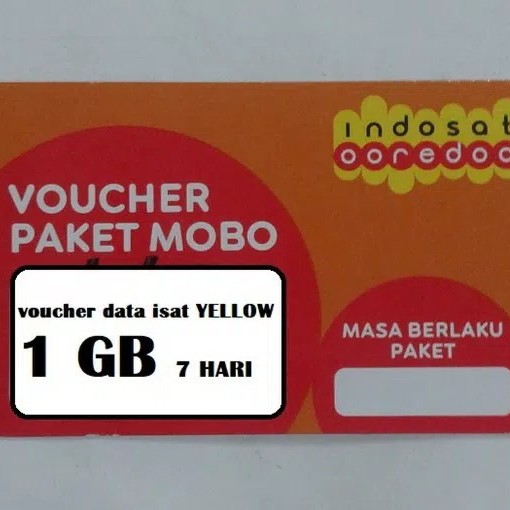 indosat
ooredoo
VOUCHER
PAKET MOBO
voucher data isat YELLOW
1 GB 7 HARI
MASA BERLAKU
PAKET